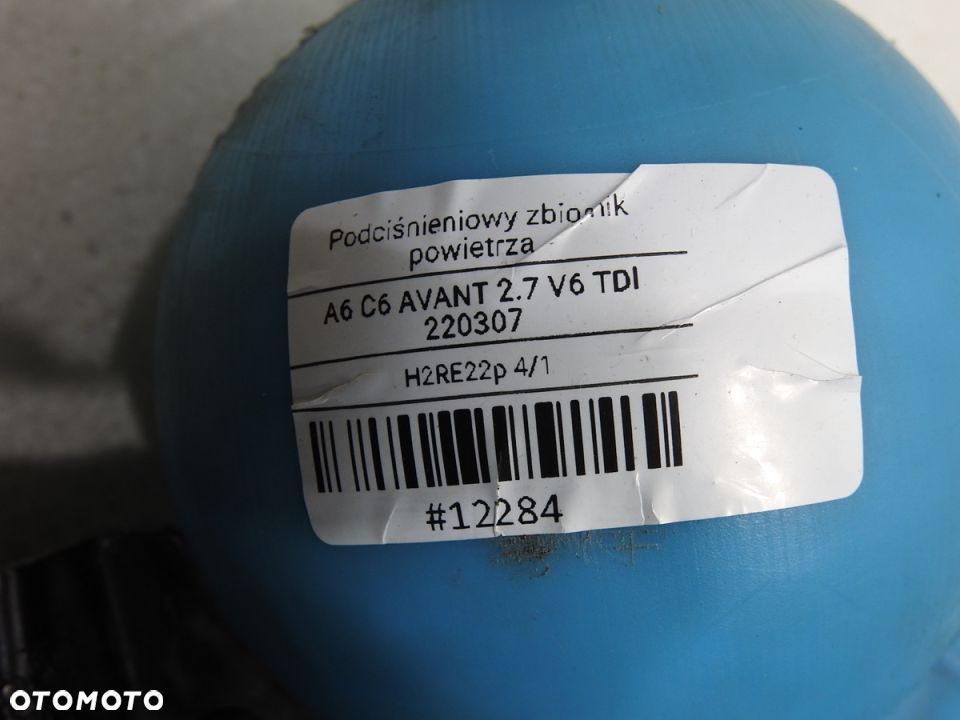 Podciśnieniowy zbiornik
powietrza
A6 C6 AVANT 2.7 V6 TDI
220307
H2RE22p 4/1
#12284
OTOMOTO